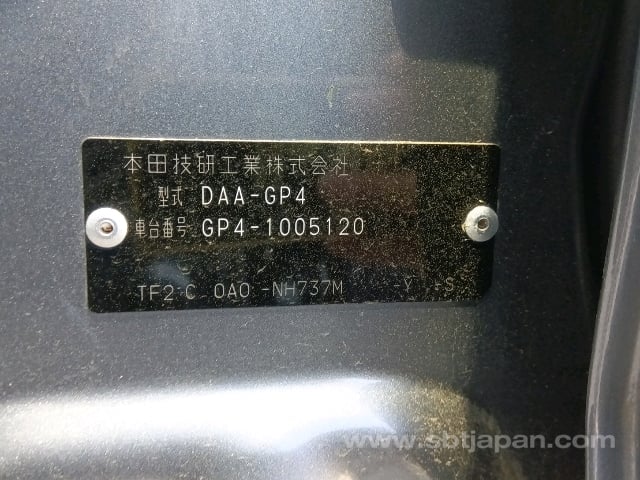 本田技研工業株式会社
型式 DAA-GP4
車台番号 GP4-1005120
TF2 C 0A0 -NH737M -Y -S
www.sbtjapan.com